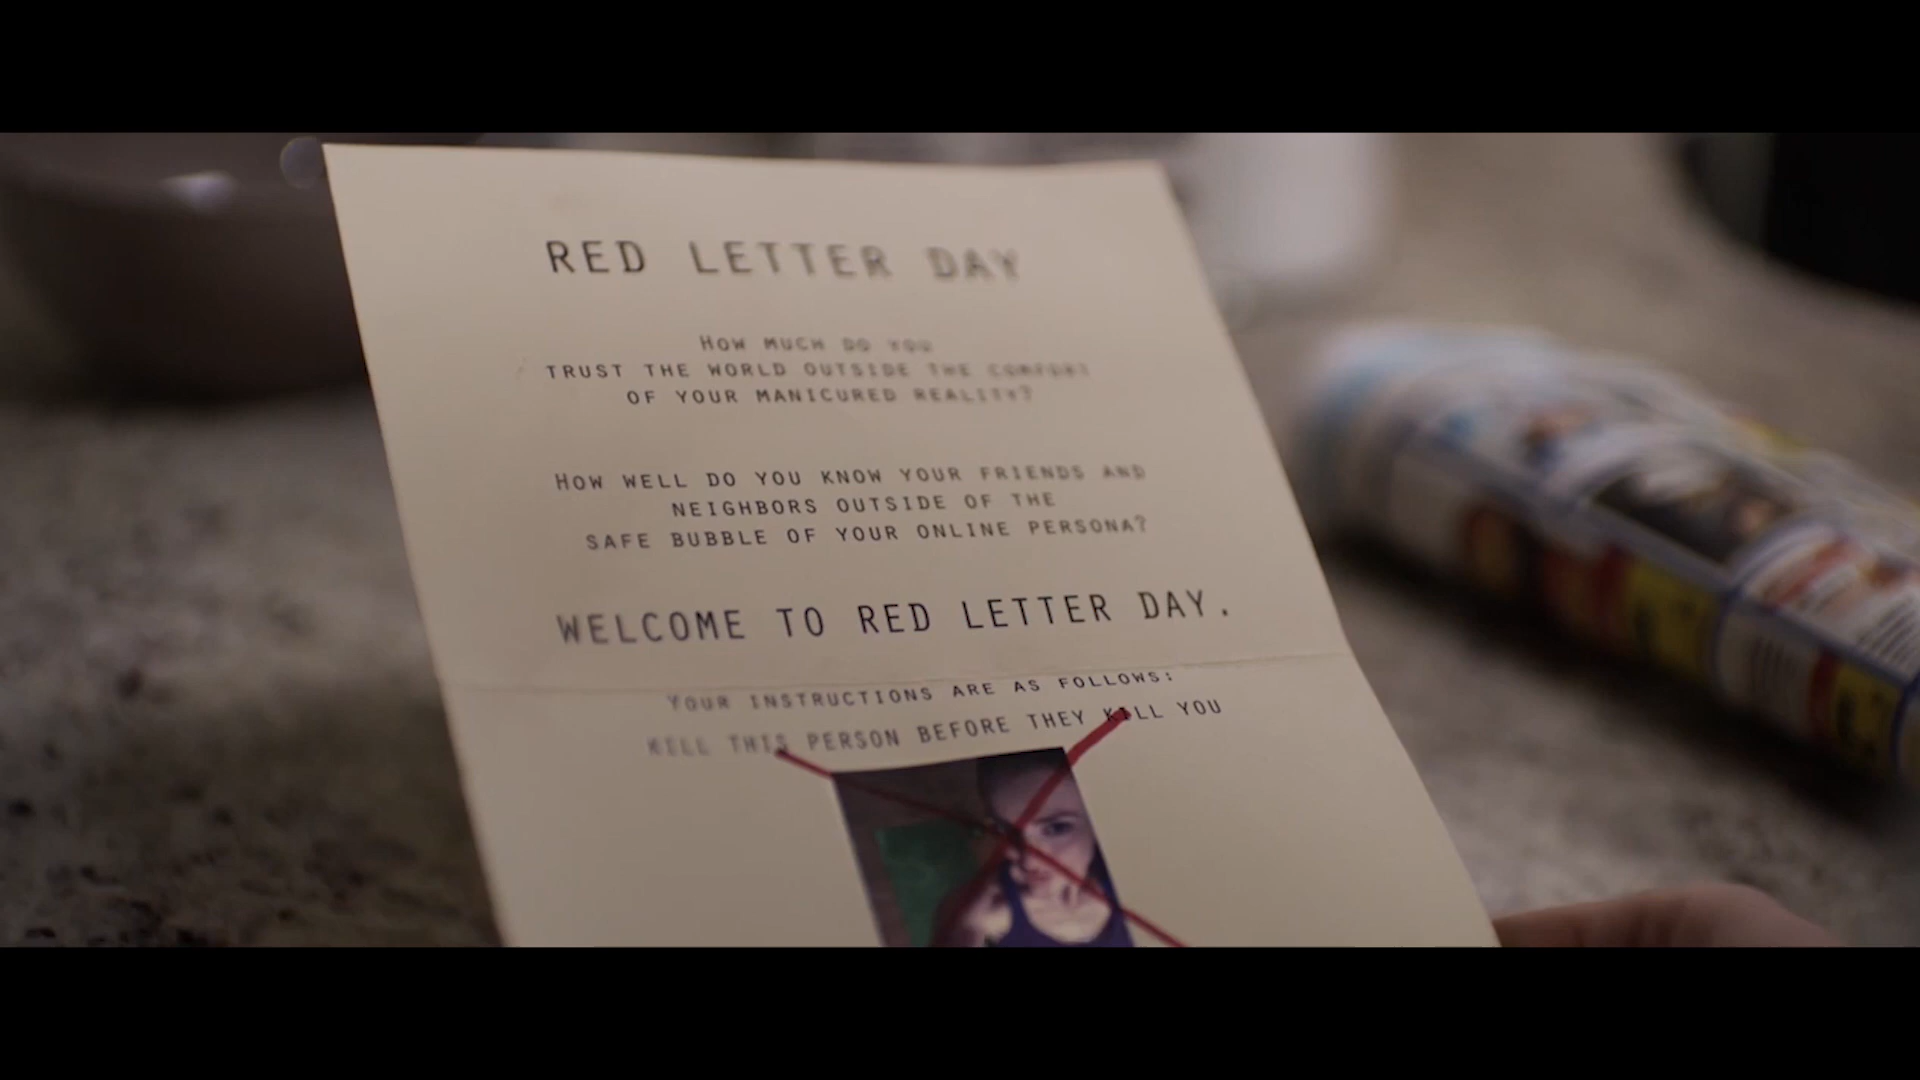 RED LETTER DAY
HOW MUCH DO YOU
TRUST THE WORLD OUTSIDE THE COMFORT
OF YOUR MANICURED REALITY?
HOW WELL DO YOU KNOW YOUR FRIENDS AND
NEIGHBORS OUTSIDE OF THE
SAFE BUBBLE OF YOUR ONLINE PERSONA?
WELCOME TO RED LETTER DAY.
YOUR INSTRUCTIONS ARE AS FOLLOWS:
KILL THIS PERSON BEFORE THEY KILL YOU